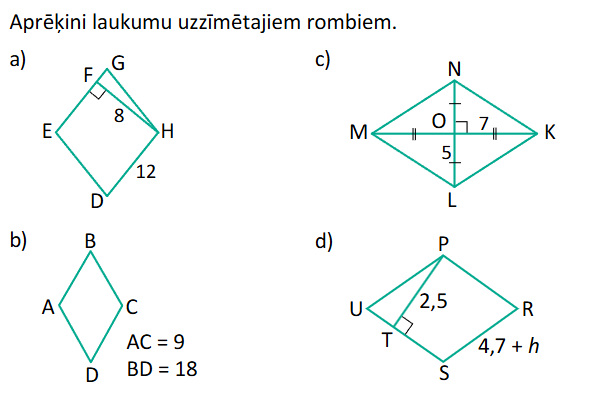 Aprēķini laukumu uzzīmētajiem rombiem.
a)
G
F
8
E
H
12
D
b)
B
A
C
AC = 9
D
BD = 18
c)
N
O
7
M
K
5
L
d)
P
U
2,5
R
T
4,7 + h
S